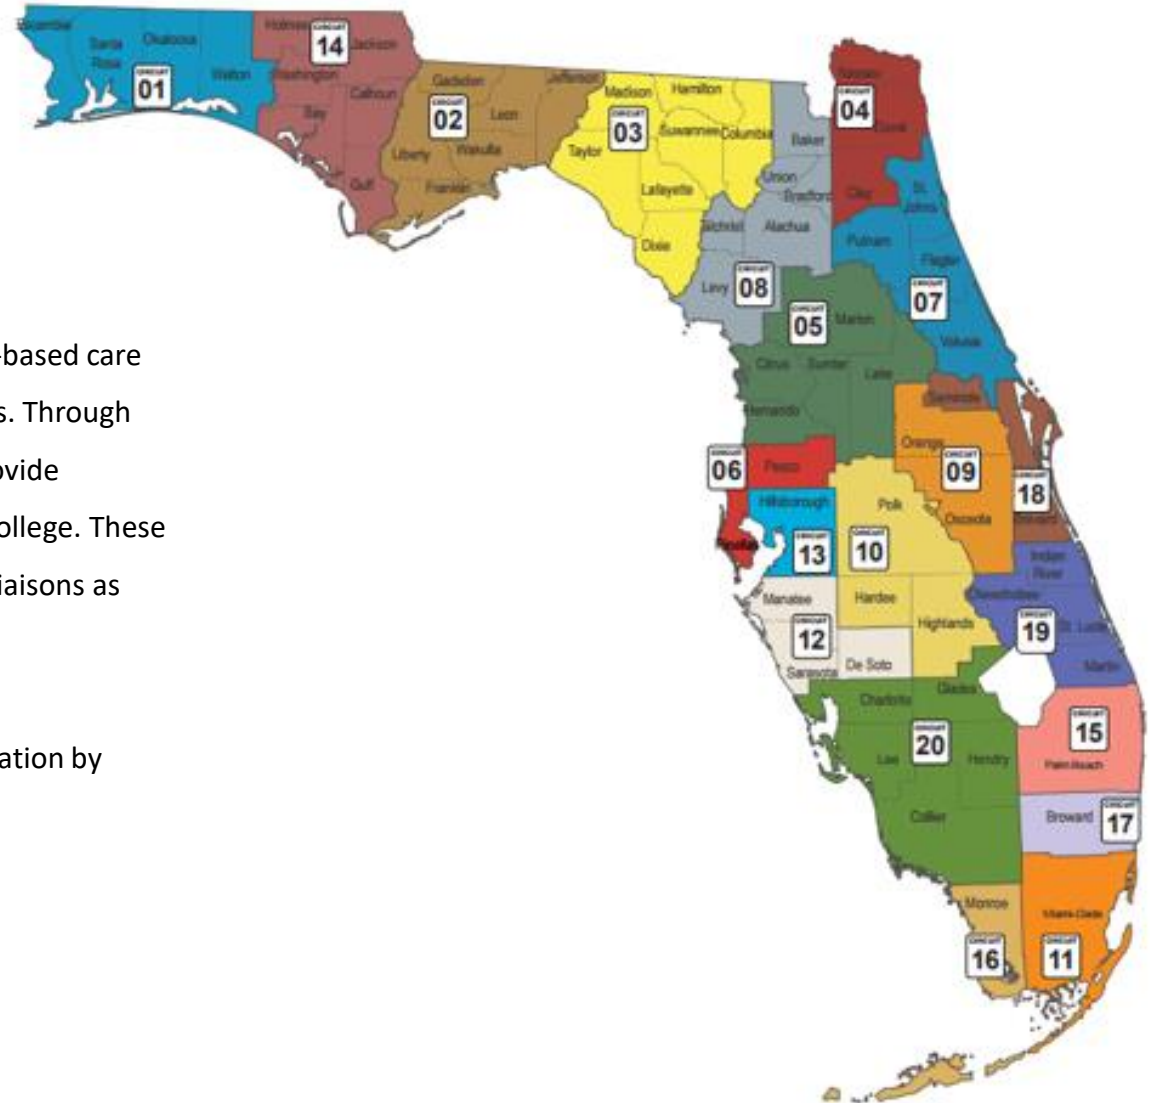 Escambia
Santa
Rosa
Okaloosa
Walton
CIRCUIT
01
Holmes
CIRCUIT
14
Jackson
Washington
Calhoun
Bay
Gulf
Gadsden
Jefferson
CIRCUIT
02
Leon
Liberty
Wakulla
Franklin
Madison
Hamilton
CIRCUIT
03
Suwannee
Columbia
Taylor
Lafayette
Dixie
Nassau
CIRCUIT
04
Duval
Clay
Baker
Union
Bradford
Gilchrist
Alachua
Levy
CIRCUIT
08
St.
Johns
Putnam
Flagler
CIRCUIT
07
Volusia
CIRCUIT
05
Marion
Citrus
Sumter
Lake
Hernando
-based care
s. Through
ovide
ollege. These
iaisons as
ation by
CIRCUIT
06
Pasco
Pinellas
Hillsborough
CIRCUIT
13
Seminole
Orange
CIRCUIT
09
Osceola
CIRCUIT
18
Brevard
Polk
CIRCUIT
10
Hardee
Highlands
Manatee
CIRCUIT
12
Sarasota
De Soto
Indian
River
Okeechobee
CIRCUIT
19
St. Lucie
Martin
Charlotte
Glades
CIRCUIT
20
Lee
Hendry
Collier
CIRCUIT
15
Palm Beach
Broward
CIRCUIT
17
Monroe
CIRCUIT
16
Miami-Dade
CIRCUIT
11